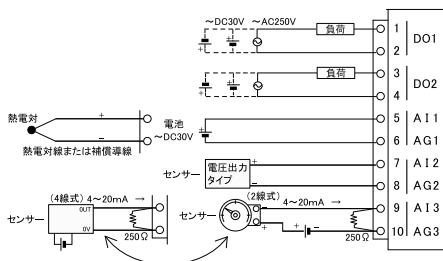 ～DC30V ～AC250V
負荷
1
2
DO1
負荷
3
4
DO2
熱電対
+
-
熱電対線または補償導線
電池
～DC30V
+
5 AI1
6 AG1
センサー
電圧出力
タイプ
+
-
7 AI2
8 AG2
(4線式) 4～20mA →
センサー
OUT
0V
250Ω
(2線式)
センサー
4～20mA →
-
+
+
-
250Ω
9 AI3
10 AG3